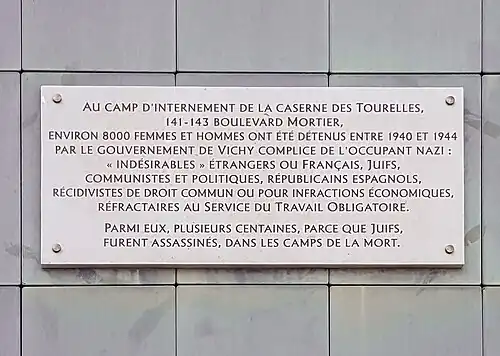 AU CAMP D'INTERNEMENT DE LA CASERNE DES TOURELLES,
141-143 BOULEVARD MORTIER,
ENVIRON 8000 FEMMES ET HOMMES ONT ÉTÉ DÉTENUS ENTRE 1940 ET 1944
PAR LE GOUVERNEMENT DE VICHY COMPLICE DE L'OCCUPANT NAZI :
« INDÉSIRABLES » ÉTRANGERS OU FRANÇAIS, JUIFS,
COMMUNISTES ET POLITIQUES, RÉPUBLICAINS ESPAGNOLS,
RÉCIDIVISTES DE DROIT COMMUN OU POUR INFRACTIONS ÉCONOMIQUES,
RÉFRACTAIRES AU SERVICE DU TRAVAIL OBLIGATOIRE.
PARMI EUX, PLUSIEURS CENTAINES, PARCE QUE JUIFS,
FURENT ASSASSINÉS, DANS LES CAMPS DE LA MORT.